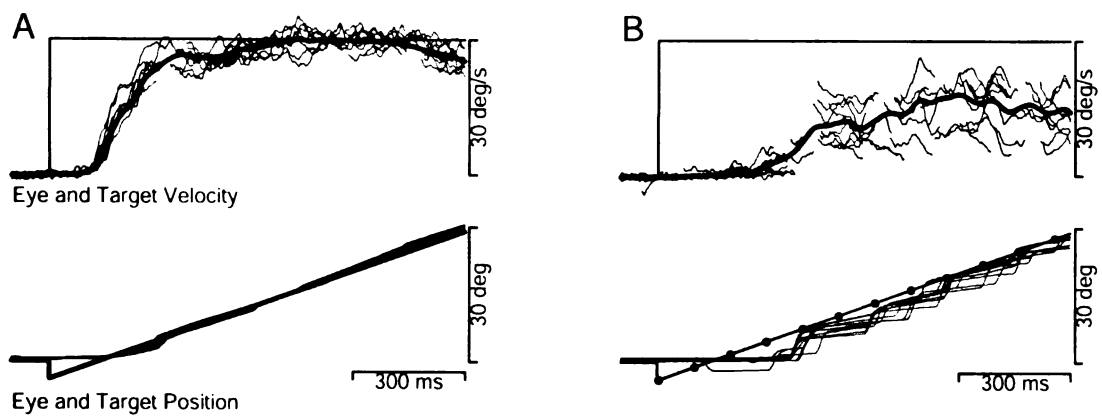 A
B
30 deg/s
30 deg/s
Eye and Target Velocity
30 deg
30 deg
300 ms
300 ms
Eye and Target Position